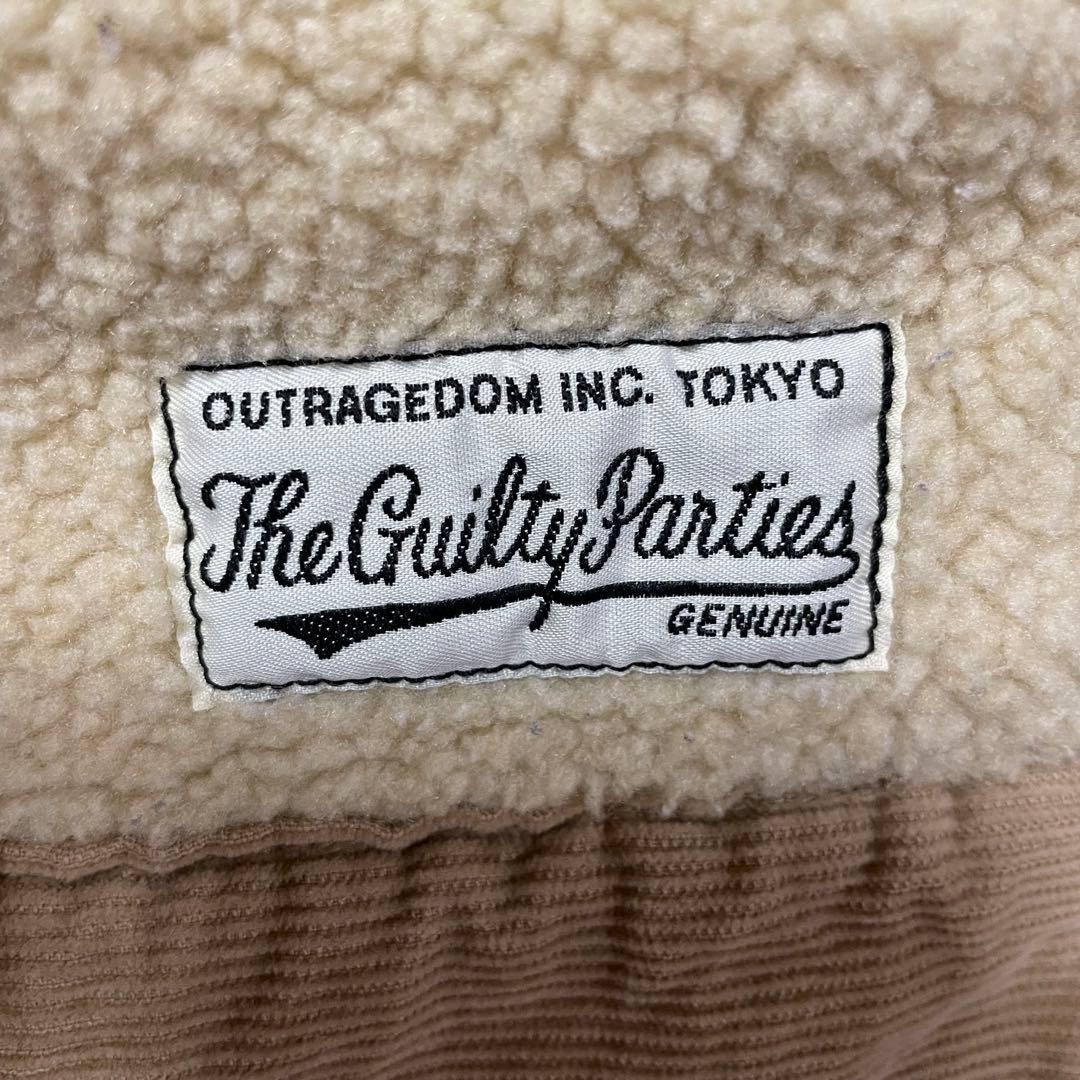 OUTRAGEDOM INC. TOKYO
The Guilty Parties
GENUINE